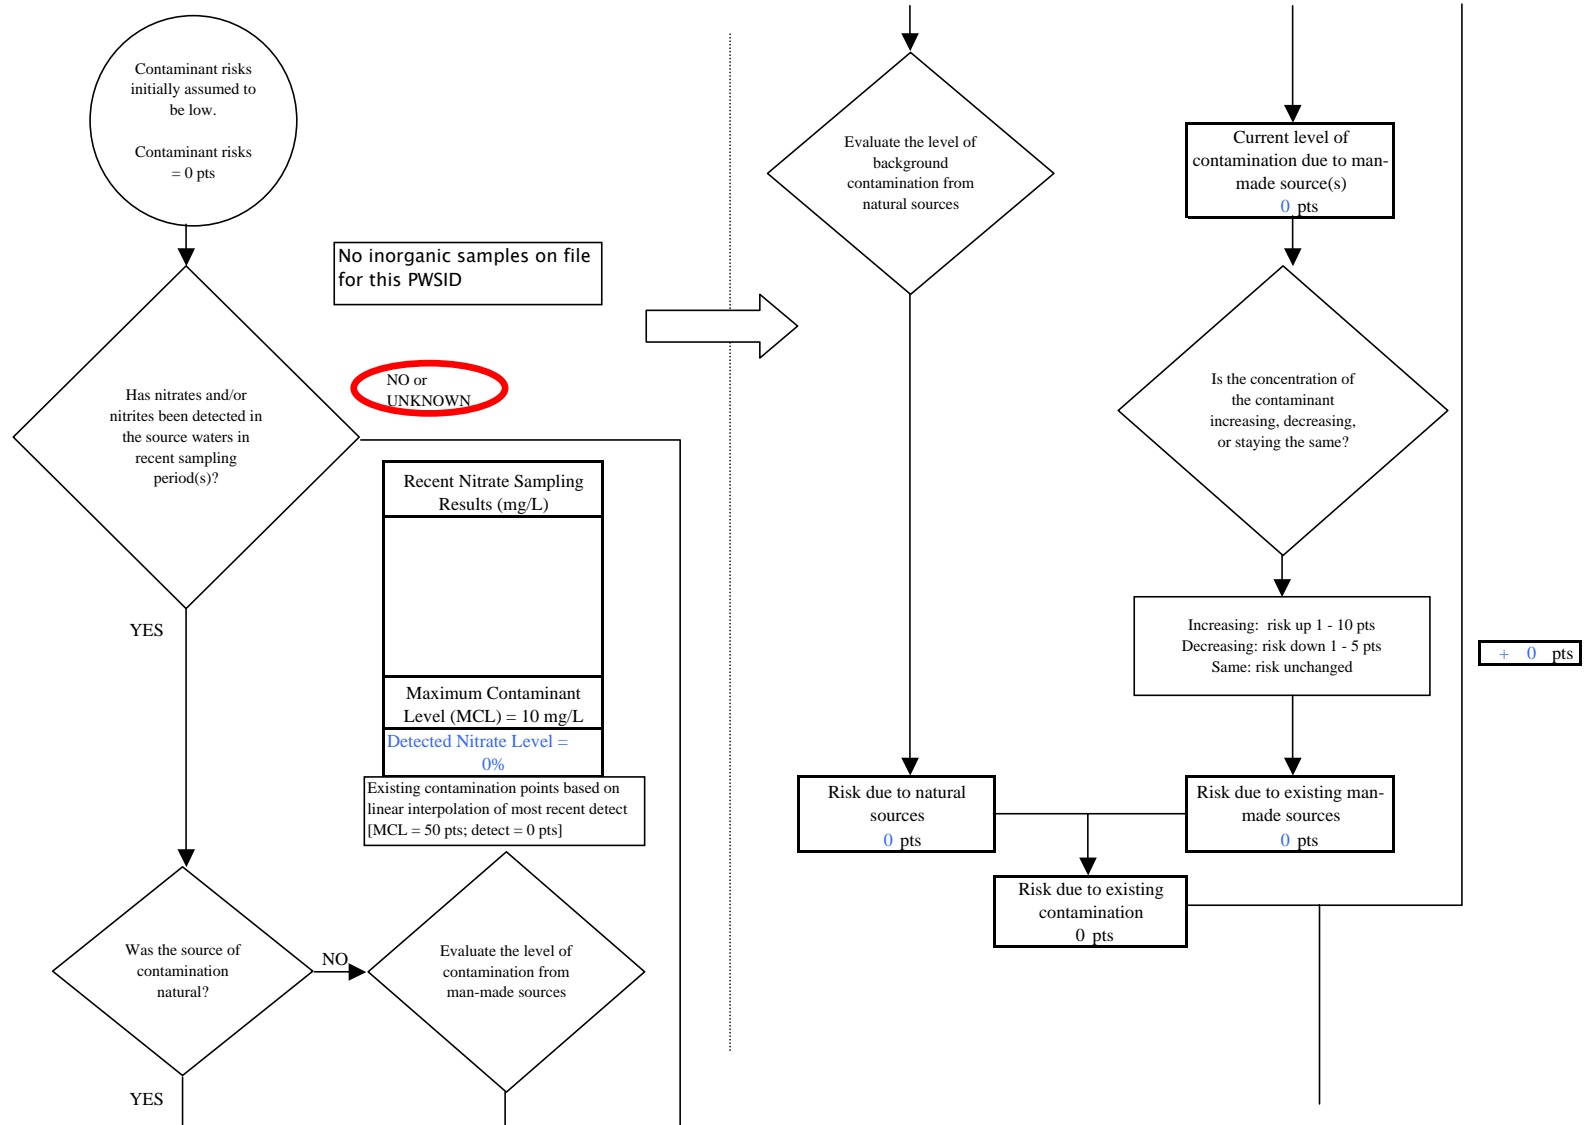 Contaminant risks
initially assumed to
be low.
Contaminant risks
= 0 pts
No inorganic samples on file
for this PWSID
Has nitrates and/or
nitrites been detected in
the source waters in
recent sampling
period(s)?
NO or
UNKNOWN
Recent Nitrate Sampling
Results (mg/L)
Maximum Contaminant
Level (MCL) = 10 mg/L
Detected Nitrate Level =
0%
Existing contamination points based on
linear interpolation of most recent detect
[MCL = 50 pts; detect = 0 pts]
YES
Was the source of
contamination
natural?
NO
Evaluate the level of
contamination from
man-made sources
YES
Evaluate the level of
background
contamination from
natural sources
Current level of
contamination due to man-
made source(s)
0 pts
Is the concentration of
the contaminant
increasing, decreasing,
or staying the same?
Increasing: risk up 1 - 10 pts
Decreasing: risk down 1 - 5 pts
Same: risk unchanged
+ 0 pts
Risk due to natural
sources
0 pts
Risk due to existing man-
made sources
0 pts
Risk due to existing
contamination
0 pts